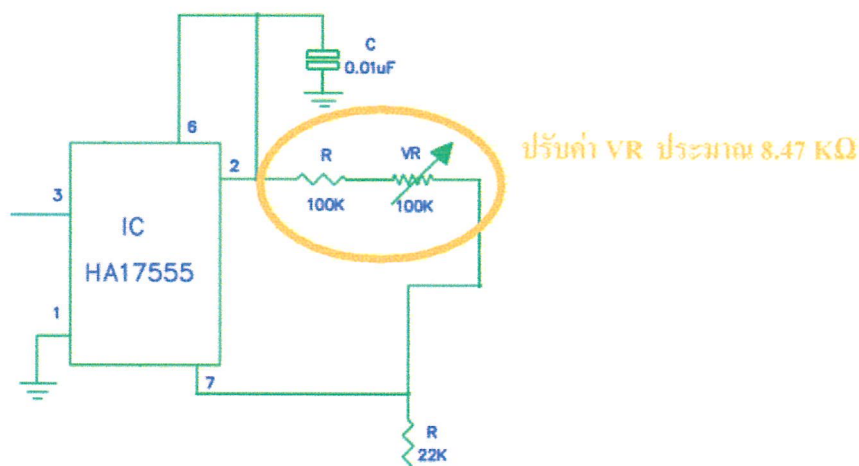 C
0.01uF
6
ปรับค่า VR ประมาณ 8.47 KΩ
R
VR
2
100K
100K
3
IC
HA17555
1
7
R
22K